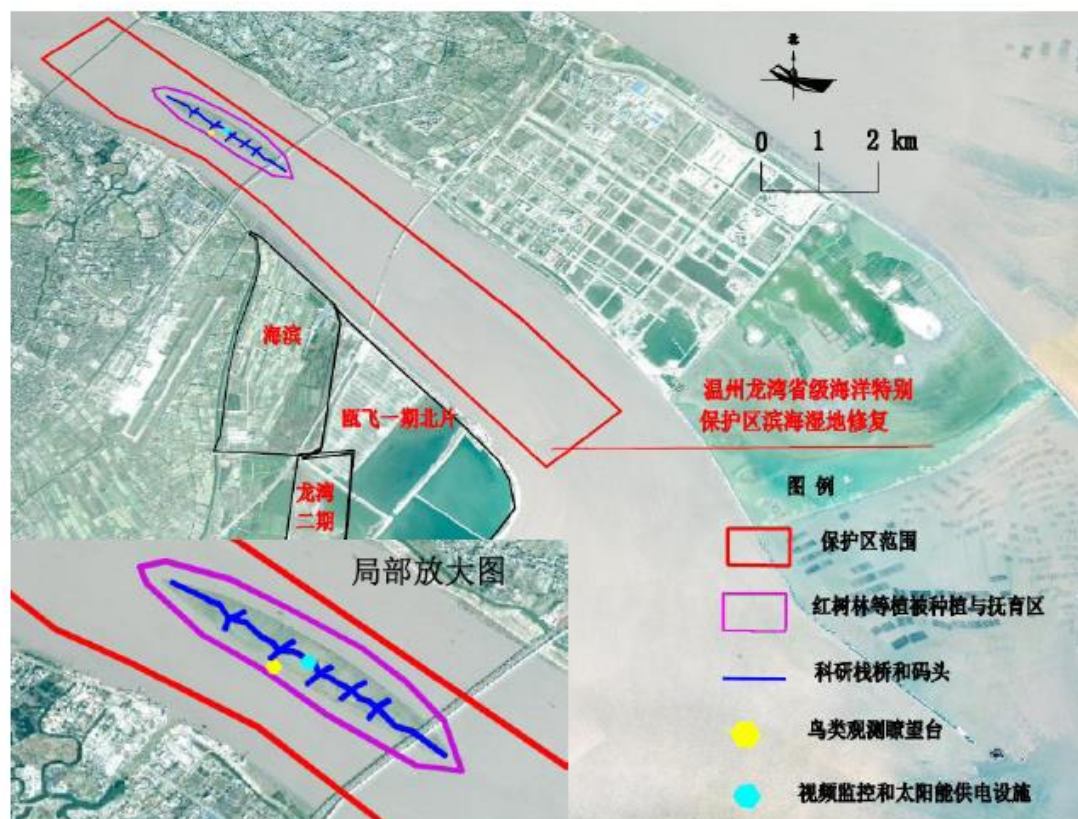 北
0 1 2 km
海滨
瓯飞一期北片
龙湾
二期
温州龙湾省级海洋特别
保护区滨海湿地修复
图 例
保护区范围
红树林等植被种植与抚育区
科研栈桥和码头
鸟类观测瞭望台
视频监控和太阳能供电设施
局部放大图